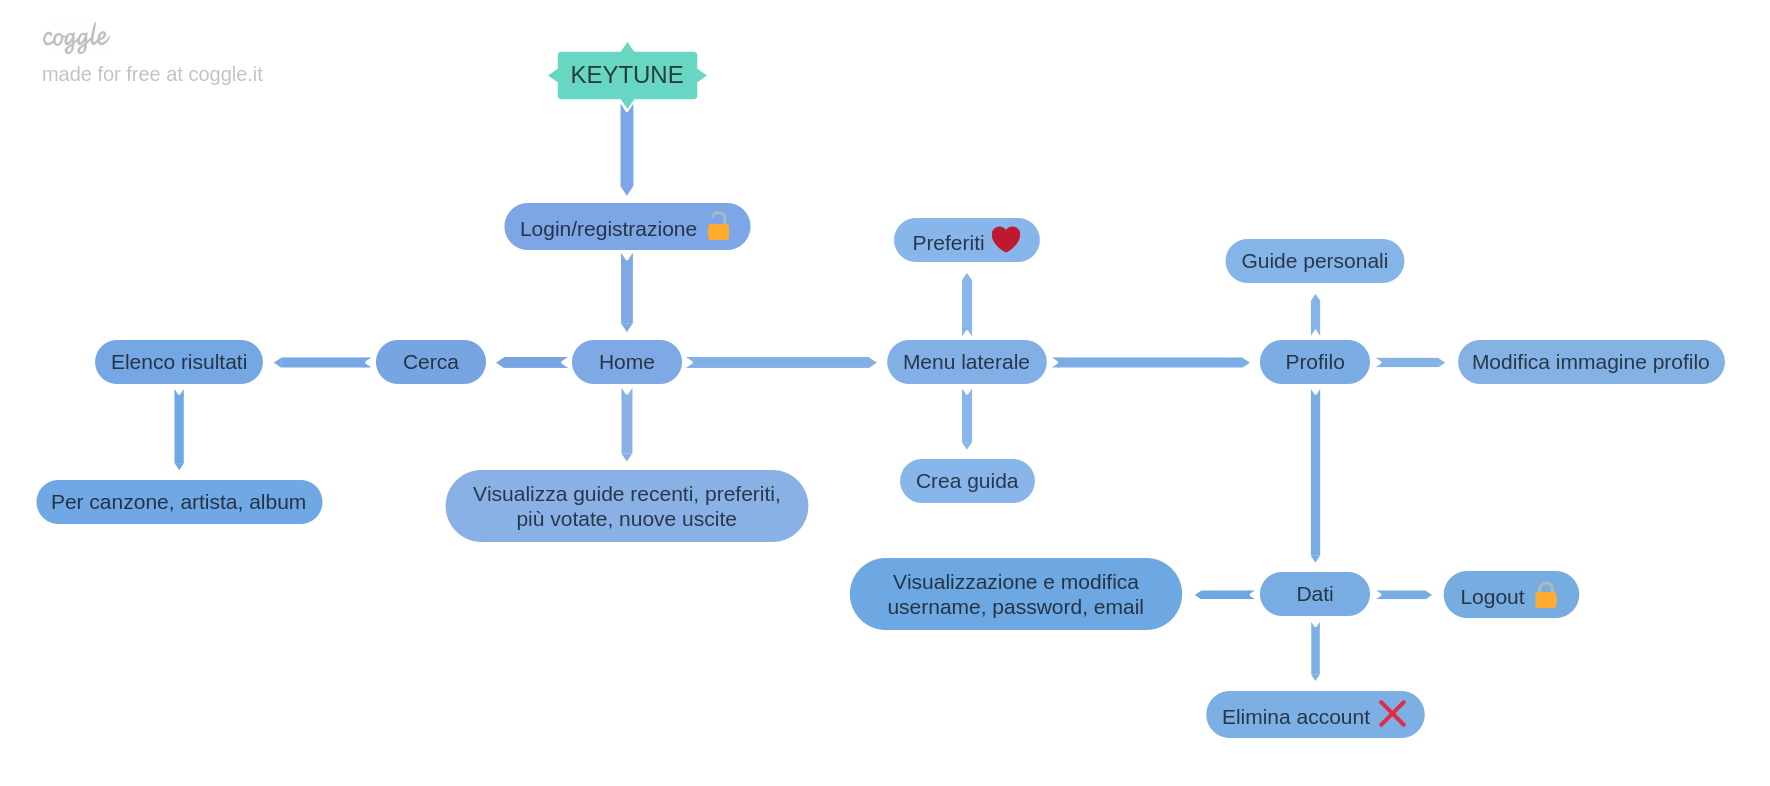 coggle
made for free at coggle.it
KEYTUNE
Login/registrazione
Preferiti
Guide personali
Elenco risultati
Cerca
Home
Menu laterale
Profilo
Modifica immagine profilo
Per canzone, artista, album
Visualizza guide recenti, preferiti,
più votate, nuove uscite
Crea guida
Visualizzazione e modifica
username, password, email
Dati
Logout
Elimina account